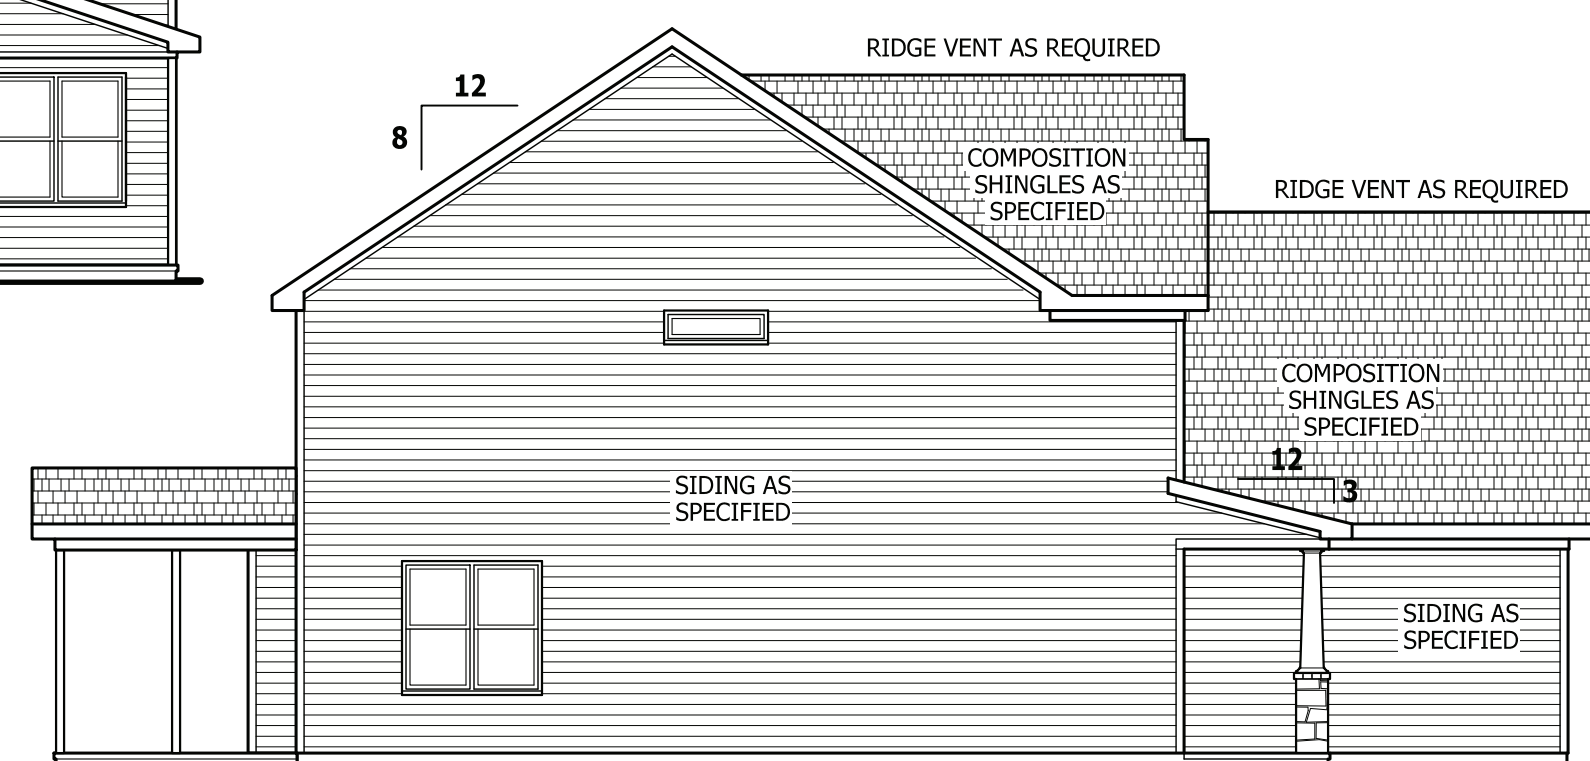 RIDGE VENT AS REQUIRED
12
8
COMPOSITION
SHINGLES AS
SPECIFIED
RIDGE VENT AS REQUIRED
COMPOSITION
SHINGLES AS
SPECIFIED
12
3
SIDING AS
SPECIFIED
SIDING AS
SPECIFIED